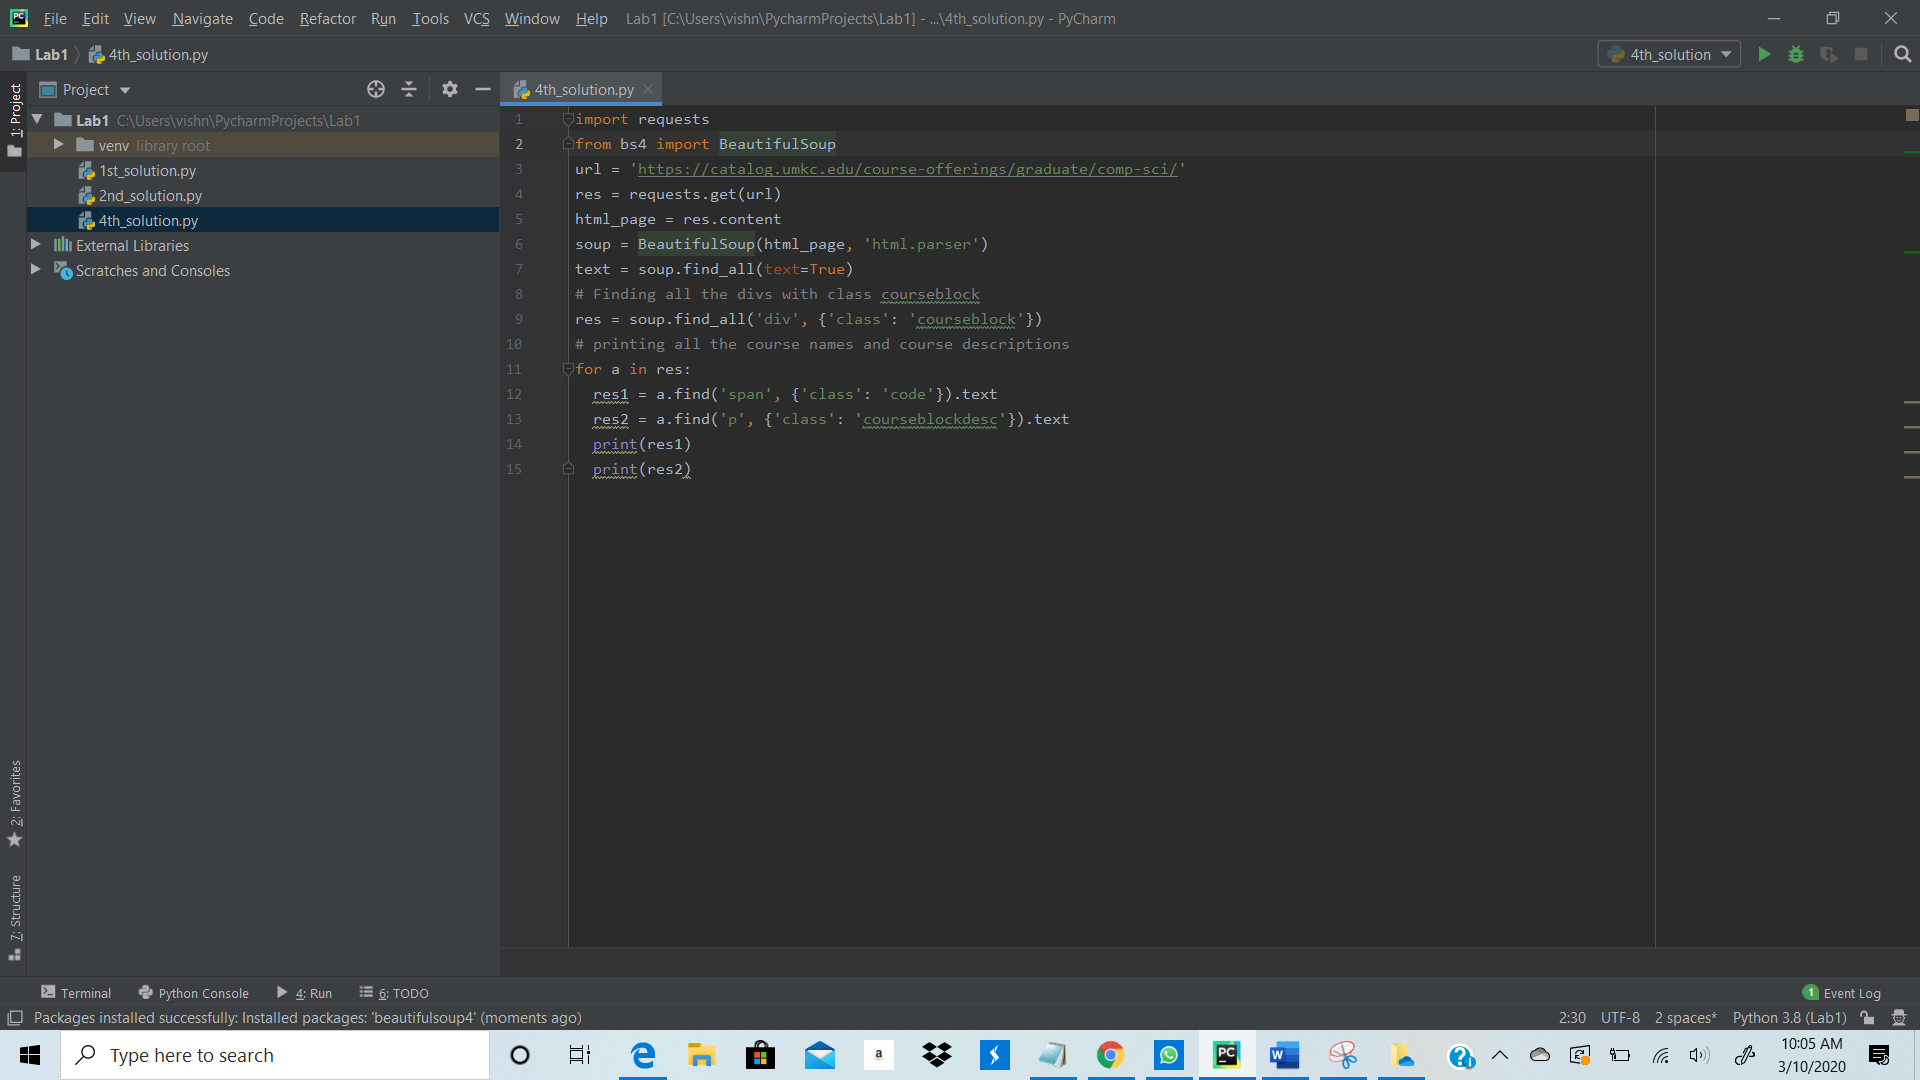 PC File Edit View Navigate Code Refactor Run Tools VCS Window Help Lab1 [C:\Users\vishn\PycharmProjects\Lab1] - ...\4th_solution.py - PyCharm
Lab1 4th_solution.py 4th_solution
1: Project
Project
4th_solution.py
Lab1 C:\Users\vishn\PycharmProjects\Lab1
venv library root
1st_solution.py
2nd_solution.py
4th_solution.py
External Libraries
Scratches and Consoles
1 import requests
2 from bs4 import BeautifulSoup
3 url = 'https://catalog.umkc.edu/course-offerings/graduate/comp-sci/'
4 res = requests.get(url)
5 html_page = res.content
6 soup = BeautifulSoup(html_page, 'html.parser')
7 text = soup.find_all(text=True)
8 # Finding all the divs with class courseblock
9 res = soup.find_all('div', {'class': 'courseblock'})
10 # printing all the course names and course descriptions
11 for a in res:
12 res1 = a.find('span', {'class': 'code'}).text
13 res2 = a.find('p', {'class': 'courseblockdesc'}).text
14 print(res1)
15 print(res2)
2: Favorites
7: Structure
Terminal Python Console 4: Run 6: TODO 1 Event Log
Packages installed successfully: Installed packages: 'beautifulsoup4' (moments ago) 2:30 UTF-8 2 spaces* Python 3.8 (Lab1)
Type here to search
a
PC
10:05 AM
3/10/2020